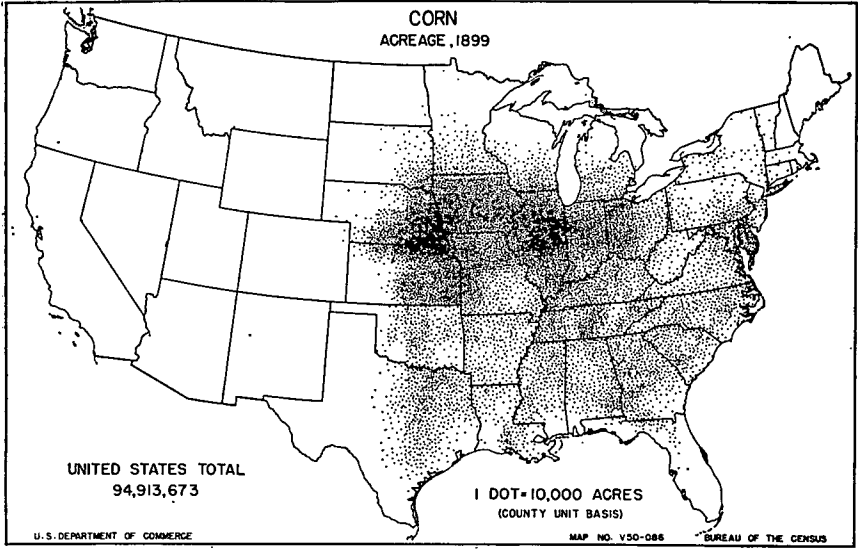 CORN
ACREAGE, 1899
UNITED STATES TOTAL
94,913,673
1 DOT=10,000 ACRES
(COUNTY UNIT BASIS)
U.S. DEPARTMENT OF COMMERCE
MAP NO. V50-086
BUREAU OF THE CENSUS